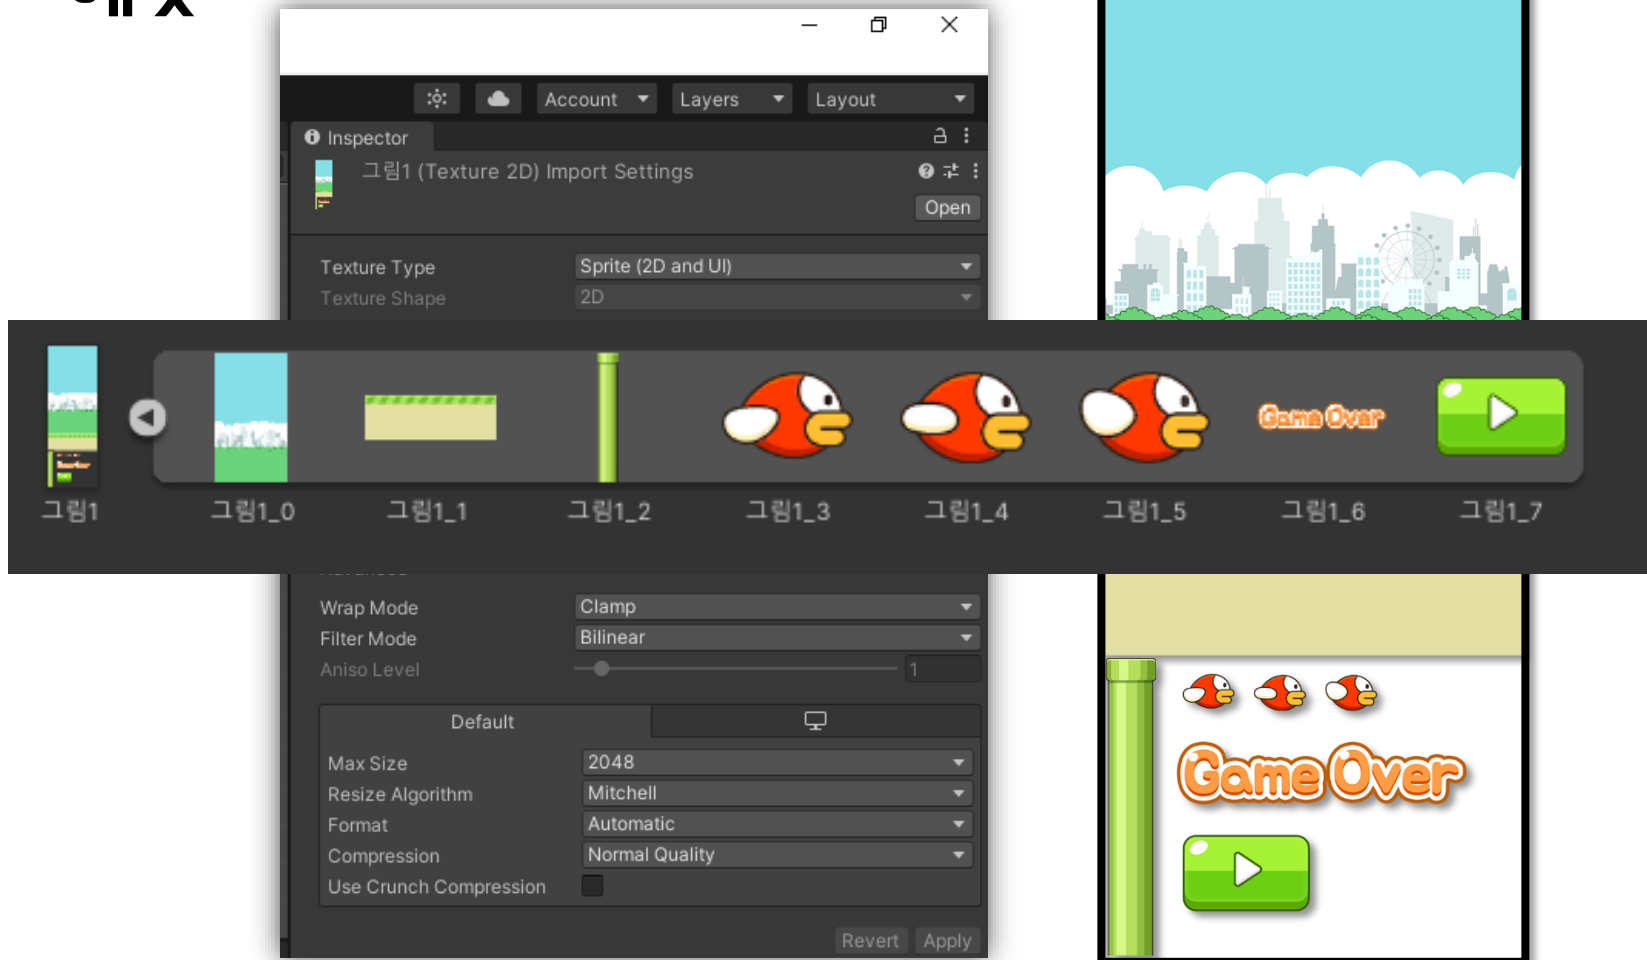 Account
Layers
Layout
Inspector
그림1 (Texture 2D) Import Settings
Open
Texture Type
Sprite (2D and UI)
Texture Shape
2D
Game Over
그림1
그림1_0
그림1_1
그림1_2
그림1_3
그림1_4
그림1_5
그림1_6
그림1_7
Wrap Mode
Clamp
Filter Mode
Bilinear
Aniso Level
1
Default
Max Size
2048
Resize Algorithm
Mitchell
Format
Automatic
Compression
Normal Quality
Use Crunch Compression
Revert
Apply
Game Over